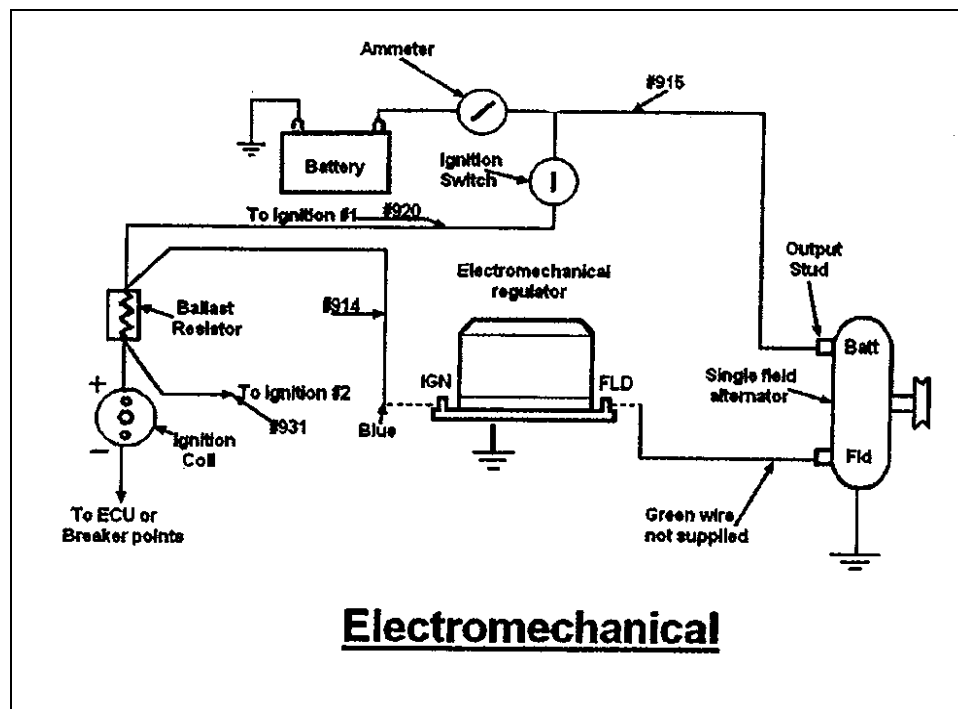 Ammeter
#915
Battery
Ignition
Switch
To Ignition #1
#920
Output
Stud
Electromechanical
regulator
Ballast
Resistor
#914
Batt
Single field
alternator
IGN
FLD
+
To Ignition #2
#931
Blue
Ignition
Coil
−
Fld
Green wire
not supplied
To ECU or
Breaker points
Electromechanical